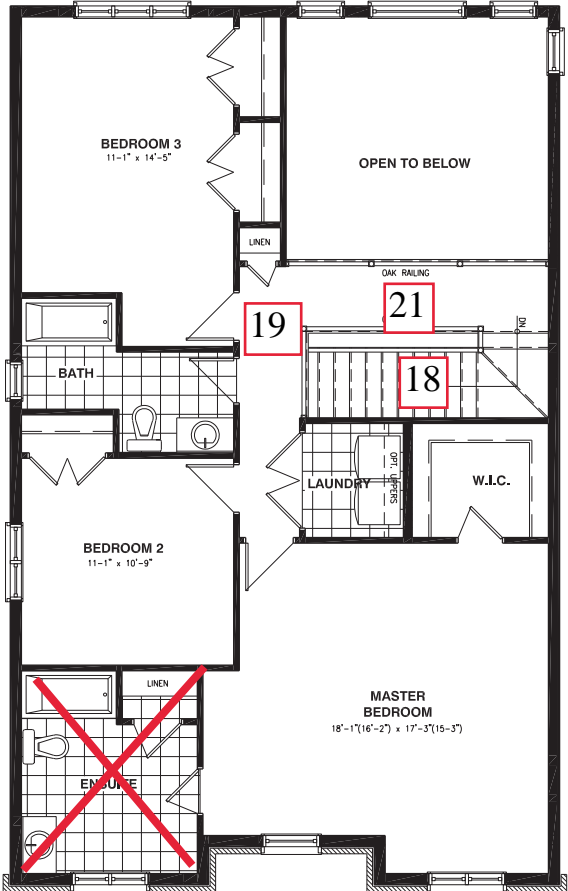 BEDROOM 3
11'-1" x 14'-5"
OPEN TO BELOW
LINEN
OAK RAILING
21
19
DN
BATH
18
LAUNDRY
OPT. UPPERS
W.I.C.
BEDROOM 2
11'-1" x 10'-9"
LINEN
MASTER
BEDROOM
18'-1"(16'-2") x 17'-3"(15-3")
ENSUITE